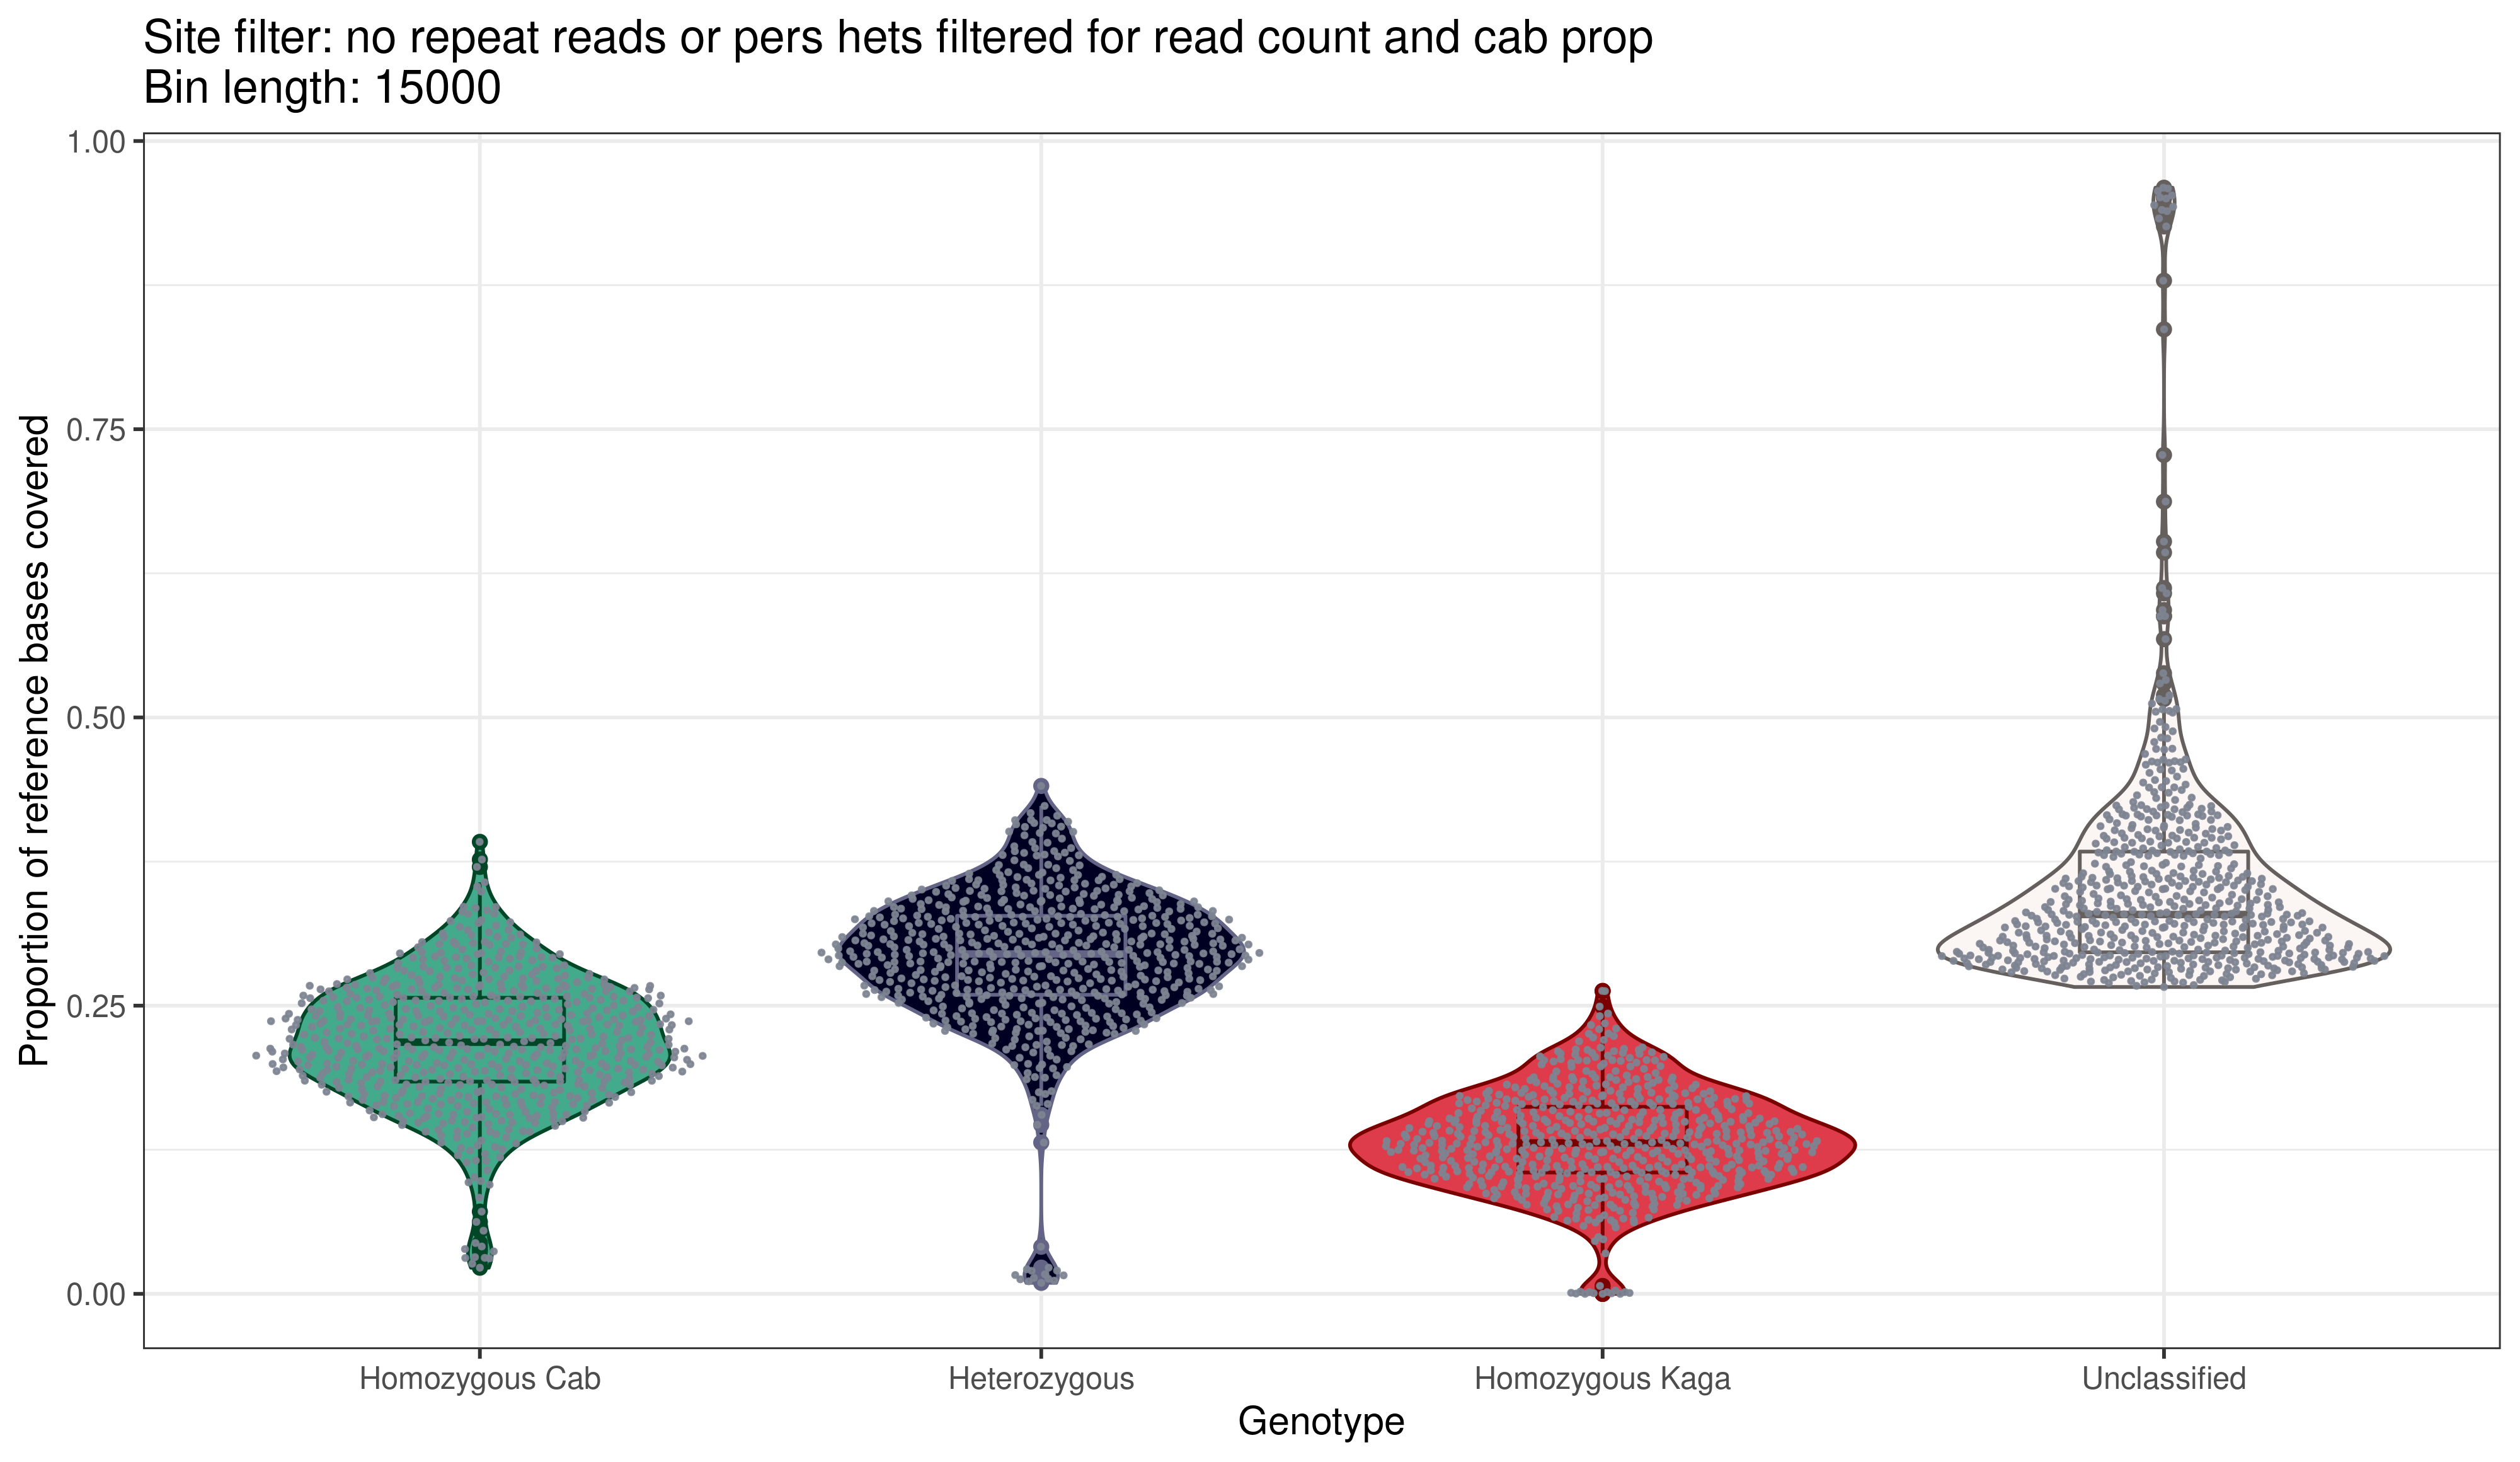 Site filter: no repeat reads or pers hets filtered for read count and cab prop
Bin length: 15000
Proportion of reference bases covered
1.00
0.75
0.50
0.25
0.00
Homozygous Cab
Heterozygous
Homozygous Kaga
Unclassified
Genotype